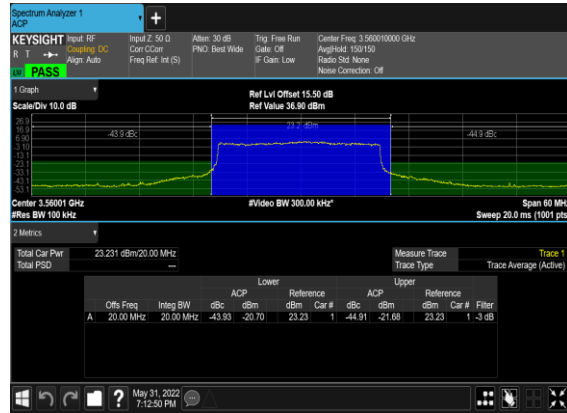 Spectrum Analyzer 1
ACP
+
KEYSIGHT Input: RF Input Z: 50 Ω Atten: 30 dB Trig: Free Run Center Freq: 3.560010000 GHz
R T Coupling: DC Corr CCorr PNO: Best Wide Gate: Off Avg|Hold: 150/150
Align: Auto Freq Ref: Int (S) IF Gain: Low Radio Std: None
Noise Correction: Off
PASS
1 Graph
Ref Lvl Offset 15.50 dB
Scale/Div 10.0 dB Ref Value 36.90 dBm
26.9
16.9 -43.9 dBc 23.2 dBm -44.9 dBc
6.90
-3.10
-13.1
-23.1
-33.1
-43.1
-53.1
Center 3.56001 GHz #Video BW 300.00 kHz* Span 60 MHz
#Res BW 100 kHz Sweep 20.0 ms (1001 pts)
2 Metrics
Total Car Pwr 23.231 dBm/20.00 MHz Measure Trace Trace 1
Total PSD --- Trace Type Trace Average (Active)
Lower Upper
ACP Reference ACP Reference
Offs Freq Integ BW dBc dBm dBm Car # dBc dBm dBm Car # Filter
A 20.00 MHz 20.00 MHz -43.93 -20.70 23.23 1 -44.91 -21.68 23.23 1 -3 dB
? May 31, 2022
7:12:50 PM